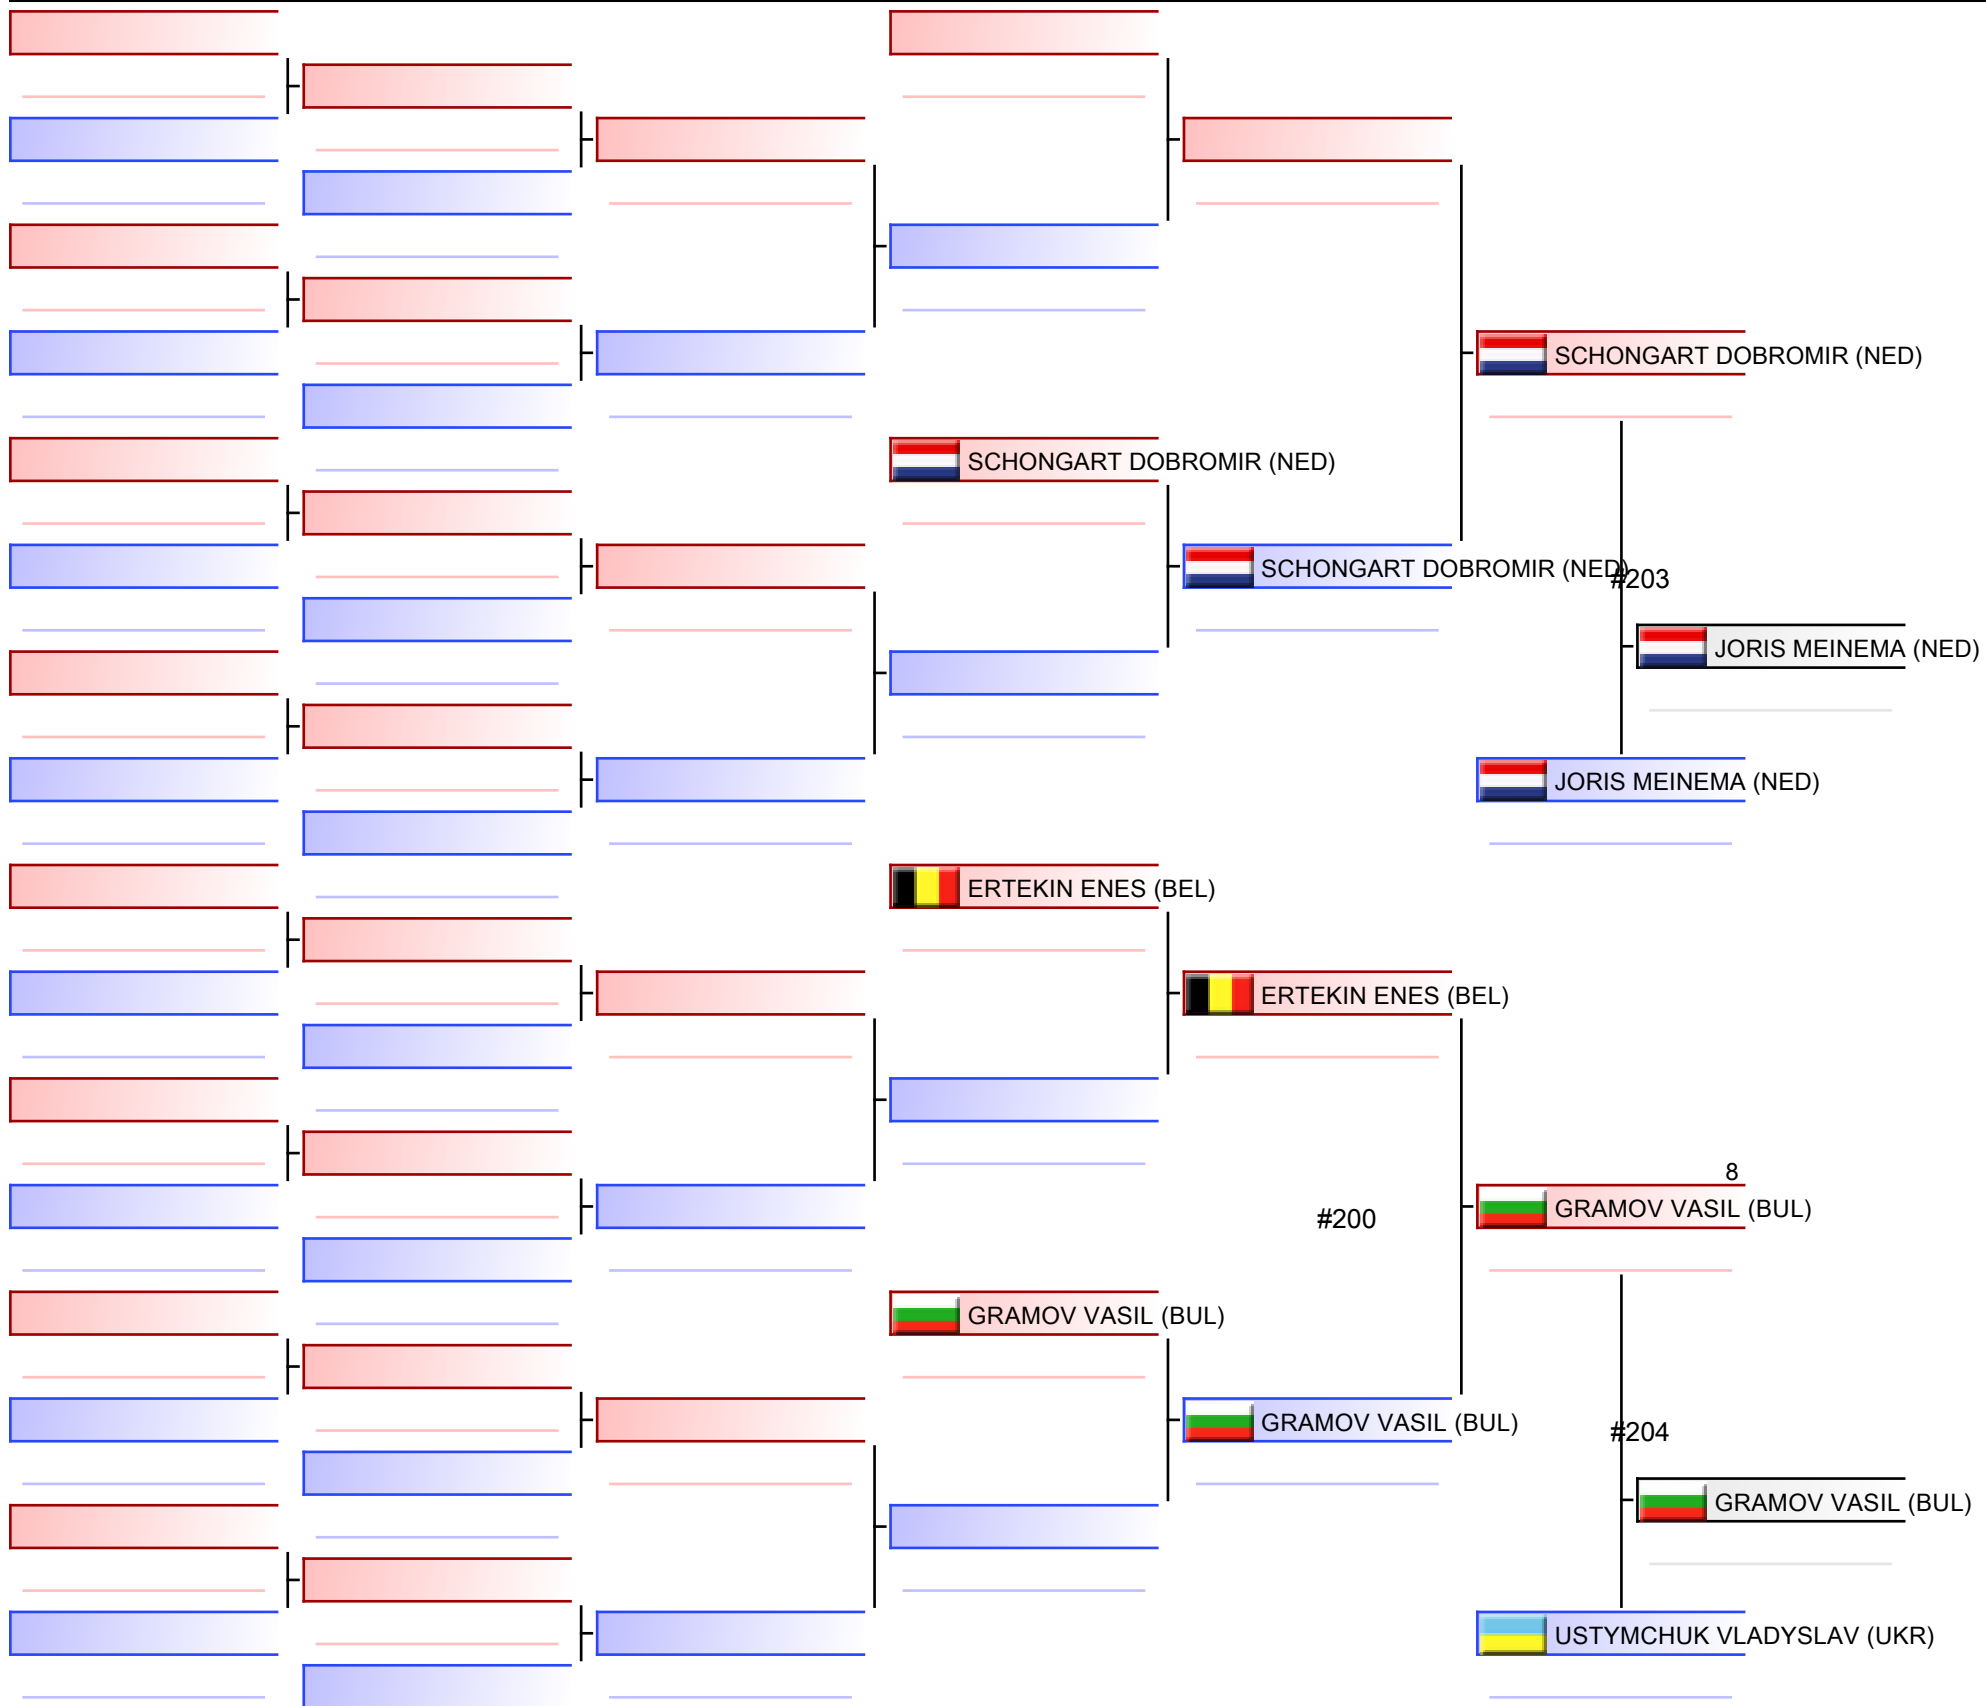 SCHONGART DOBROMIR (NED)
SCHONGART DOBROMIR (NED)
SCHONGART DOBROMIR (NED)
#203
JORIS MEINEMA (NED)
JORIS MEINEMA (NED)
ERTEKIN ENES (BEL)
ERTEKIN ENES (BEL)
8
GRAMOV VASIL (BUL)
#200
GRAMOV VASIL (BUL)
GRAMOV VASIL (BUL)
#204
GRAMOV VASIL (BUL)
USTYMCHUK VLADYSLAV (UKR)